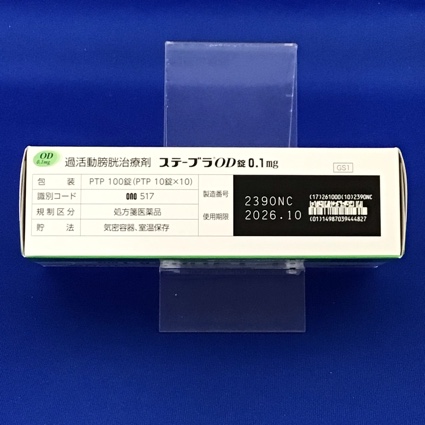 OD
0.1mg
過活動膀胱治療剤 ステーブラOD錠 0.1mg
GS1
包装 PTP 100錠(PTP 10錠×10)
識別コード ono 517
規制区分 処方箋医薬品
貯法 気密容器、室温保存
製造番号 2390NC
使用期限 2026.10
(17)261000(10)2390NC
(01)14987039444827